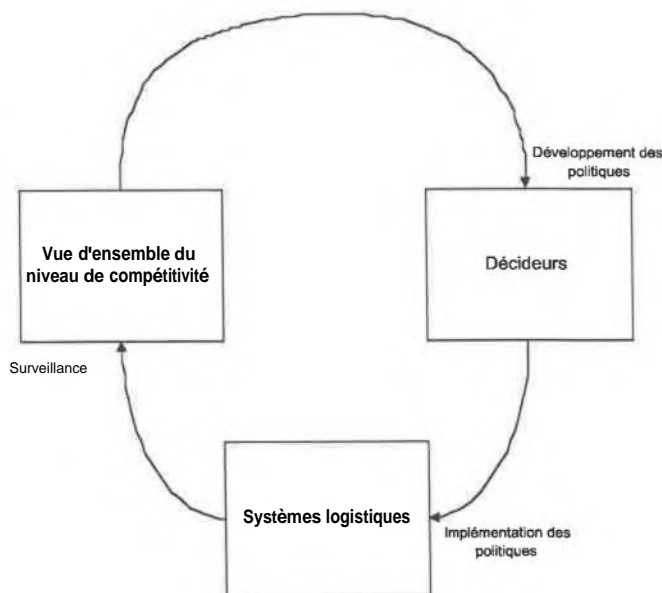 Développement des
politiques
Vue d'ensemble du
niveau de compétitivité
Décideurs
Surveillance
Systèmes logistiques
Implémentation des
politiques